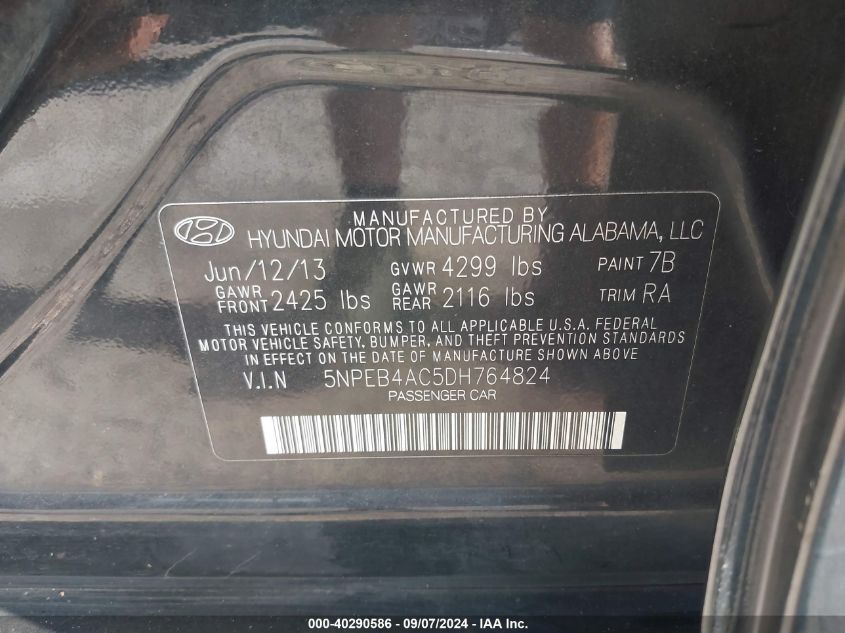 MANUFACTURED BY
HYUNDAI MOTOR MANUFACTURING ALABAMA, LLC
Jun/12/13 GVWR 4299 lbs PAINT 7B
GAWR FRONT 2425 lbs GAWR REAR 2116 lbs TRIM RA
THIS VEHICLE CONFORMS TO ALL APPLICABLE U.S.A. FEDERAL
MOTOR VEHICLE SAFETY, BUMPER, AND THEFT PREVENTION STANDARDS
IN EFFECT ON THE DATE OF MANUFACTURE SHOWN ABOVE
V.I.N 5NPEB4AC5DH764824
PASSENGER CAR
000-40290586 - 09/07/2024 - IAA Inc.